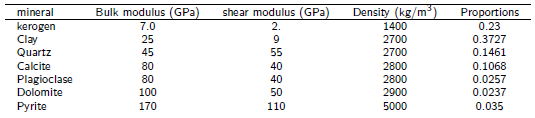 mineral Bulk modulus (GPa) shear modulus (GPa) Density (kg/m³) Proportions
kerogen 7.0 2. 1400 0.23
Clay 25 9 2700 0.3727
Quartz 45 55 2700 0.1461
Calcite 80 40 2800 0.1068
Plagioclase 80 40 2800 0.0257
Dolomite 100 50 2900 0.0237
Pyrite 170 110 5000 0.035